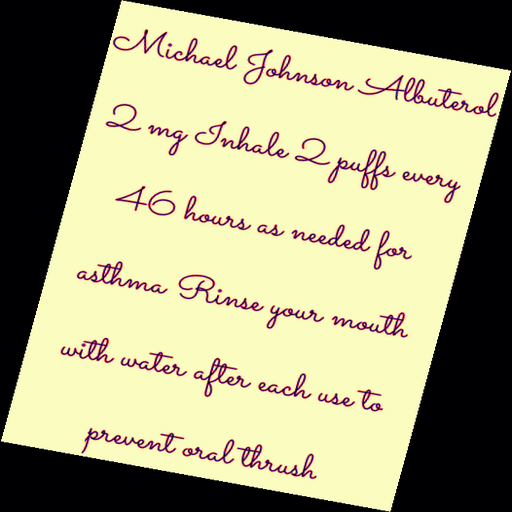 Michael Johnson Albuterol
2 mg Inhale 2 puffs every
46 hours as needed for
asthma Rinse your mouth
with water after each use to
prevent oral thrush